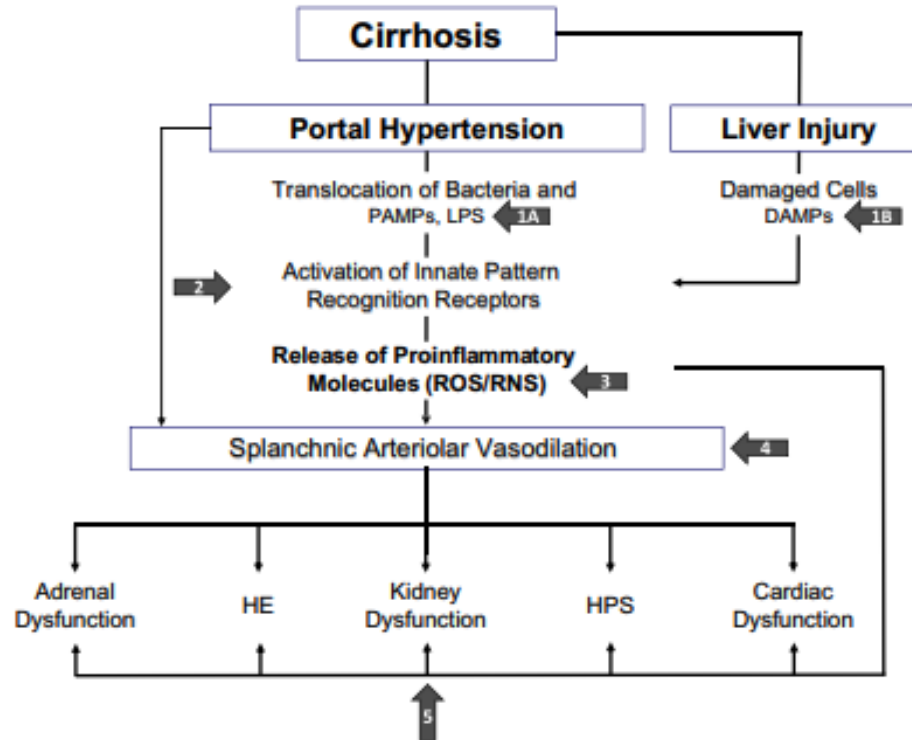 Cirrhosis
Portal Hypertension
Liver Injury
Translocation of Bacteria and
PAMPs, LPS
1A
Damaged Cells
DAMPs
1B
2
Activation of Innate Pattern
Recognition Receptors
Release of Proinflammatory
Molecules (ROS/RNS)
3
Splanchnic Arteriolar Vasodilation
4
Adrenal
Dysfunction
HE
Kidney
Dysfunction
HPS
Cardiac
Dysfunction
5